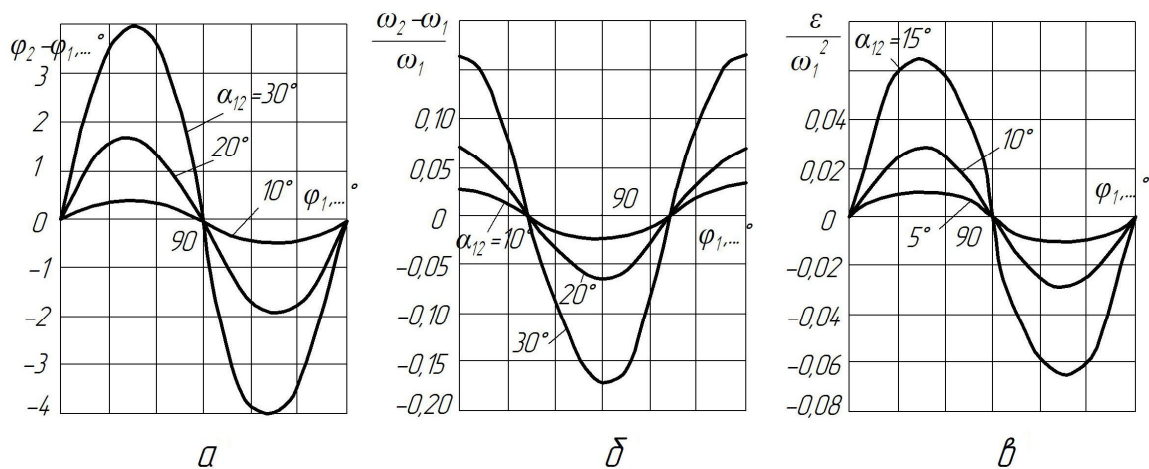 φ₂–φ₁,...°
3
2
1
0
–1
–2
–3
–4
α₁₂=30°
20°
10°
φ₁,...°
90
а
ω₂–ω₁
ω₁
0,10
0,05
0
–0,05
–0,10
–0,15
–0,20
90
φ₁,...°
α₁₂=10°
20°
30°
б
ε
ω₁²
0,04
0,02
0
–0,02
–0,04
–0,06
–0,08
α₁₂=15°
10°
φ₁,...°
5°
90
в